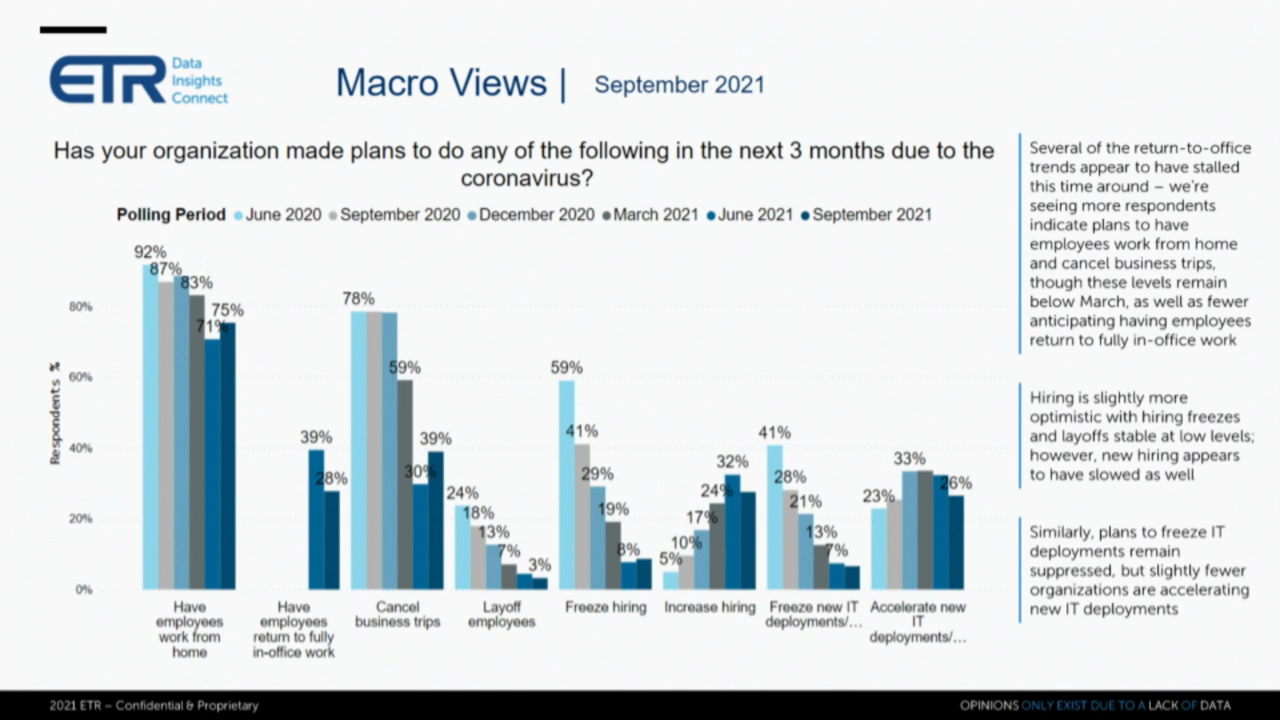 ETR
Data
Insights
Connect
Macro Views | September 2021
Has your organization made plans to do any of the following in the next 3 months due to the
coronavirus?
Polling Period June 2020 September 2020 December 2020 March 2021 June 2021 September 2021
Respondents %
80%
60%
40%
20%
0%
92%
87%
83%
71%
75%
39%
28%
78%
59%
30%
39%
24%
18%
13%
7%
3%
59%
41%
29%
19%
8%
5%
10%
17%
24%
32%
41%
28%
21%
13%
7%
23%
33%
26%
Have
employees
work from
home
Have
employees
return to fully
in-office work
Cancel
business trips
Layoff
employees
Freeze hiring
Increase hiring
Freeze new IT
deployments/...
Accelerate new
IT
deployments/...
Several of the return-to-office
trends appear to have stalled
this time around – we're
seeing more respondents
indicate plans to have
employees work from home
and cancel business trips,
though these levels remain
below March, as well as fewer
anticipating having employees
return to fully in-office work
Hiring is slightly more
optimistic with hiring freezes
and layoffs stable at low levels;
however, new hiring appears
to have slowed as well
Similarly, plans to freeze IT
deployments remain
suppressed, but slightly fewer
organizations are accelerating
new IT deployments
2021 ETR – Confidential & Proprietary
OPINIONS ONLY EXIST DUE TO A LACK OF DATA